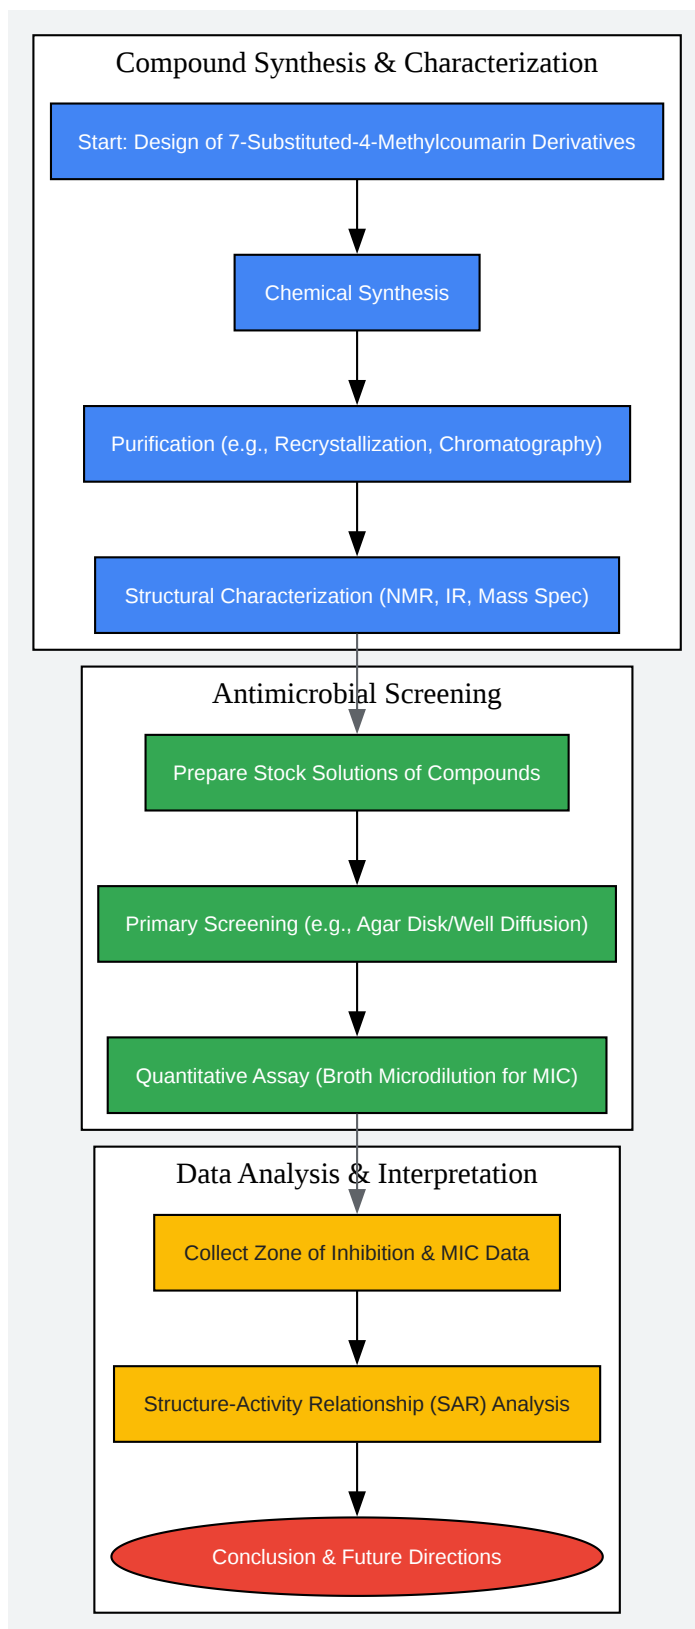 Compound Synthesis & Characterization
Start: Design of 7-Substituted-4-Methylcoumarin Derivatives
Chemical Synthesis
Purification (e.g., Recrystallization, Chromatography)
Structural Characterization (NMR, IR, Mass Spec)
Antimicrobial Screening
Prepare Stock Solutions of Compounds
Primary Screening (e.g., Agar Disk/Well Diffusion)
Quantitative Assay (Broth Microdilution for MIC)
Data Analysis & Interpretation
Collect Zone of Inhibition & MIC Data
Structure-Activity Relationship (SAR) Analysis
Conclusion & Future Directions